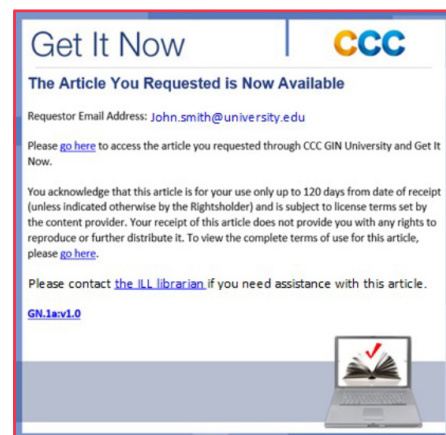 Get It Now
CCC
The Article You Requested is Now Available
Requestor Email Address: John.smith@university.edu
Please go here to access the article you requested through CCC GIN University and Get It
Now.
You acknowledge that this article is for your use only up to 120 days from date of receipt
(unless indicated otherwise by the Rightsholder) and is subject to license terms set by
the content provider. Your receipt of this article does not provide you with any rights to
reproduce or further distribute it. To view the complete terms of use for this article,
please go here.
Please contact the ILL librarian if you need assistance with this article.
GN.1a:v1.0